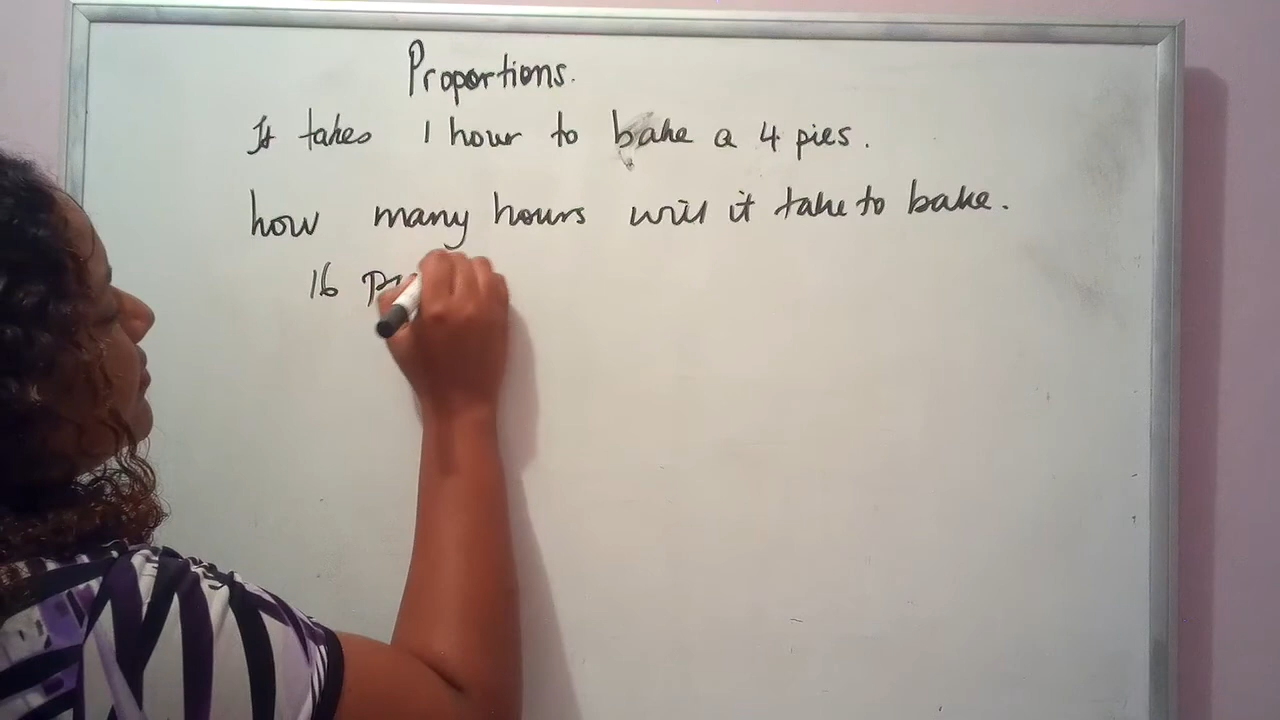 Proportions.
It takes 1 hour to bake a 4 pies.
how many hours will it take to bake.
16